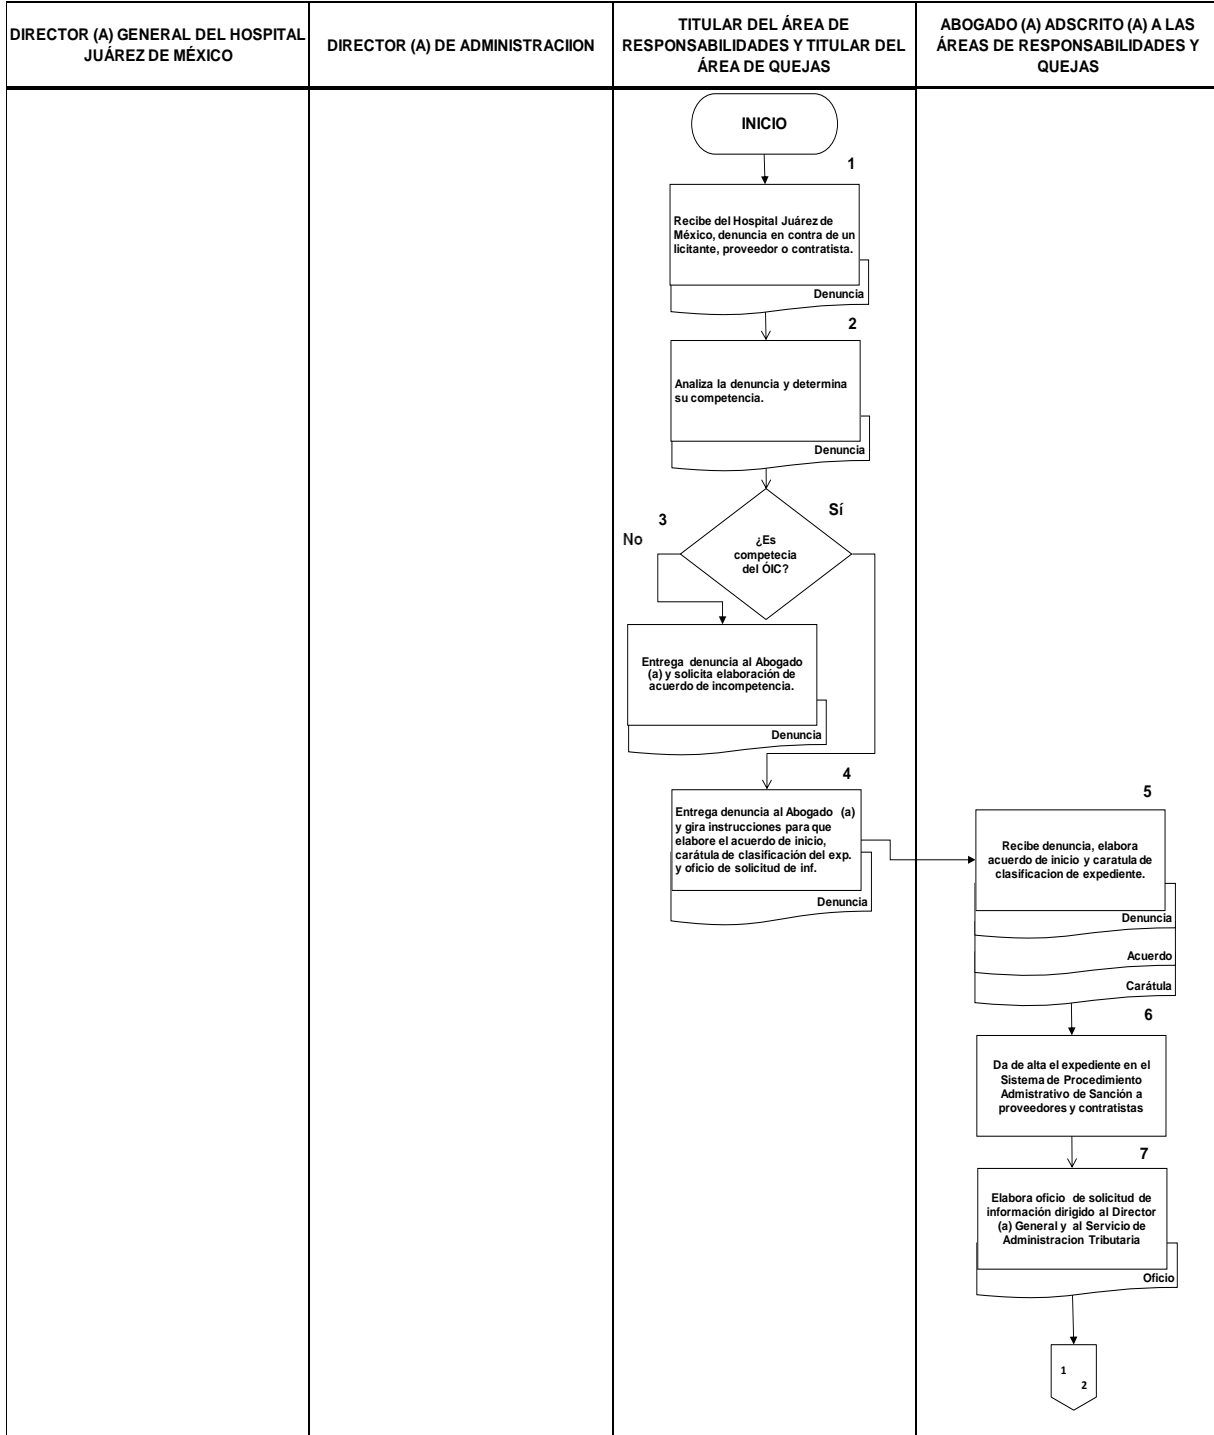 DIRECTOR (A) GENERAL DEL HOSPITAL
JUÁREZ DE MÉXICO
DIRECTOR (A) DE ADMINISTRACIION
TITULAR DEL ÁREA DE
RESPONSABILIDADES Y TITULAR DEL
ÁREA DE QUEJAS
ABOGADO (A) ADSCRITO (A) A LAS
ÁREAS DE RESPONSABILIDADES Y
QUEJAS
INICIO
1
Recibe del Hospital Juárez de
México, denuncia en contra de un
licitante, proveedor o contratista.
Denuncia
2
Analiza la denuncia y determina
su competencia.
Denuncia
¿Es
competecia
del ÓIC?
Sí
3
No
Entrega denuncia al Abogado
(a) y solicita elaboración de
acuerdo de incompetencia.
Denuncia
4
Entrega denuncia al Abogado (a)
y gira instrucciones para que
elabore el acuerdo de inicio,
carátula de clasificación del exp.
y oficio de solicitud de inf.
Denuncia
5
Recibe denuncia, elabora
acuerdo de inicio y caratula de
clasificacion de expediente.
Denuncia
Acuerdo
Carátula
6
Da de alta el expediente en el
Sistema de Procedimiento
Admistrativo de Sanción a
proveedores y contratistas
7
Elabora oficio de solicitud de
información dirigido al Director
(a) General y al Servicio de
Administracion Tributaria
Oficio
1
2